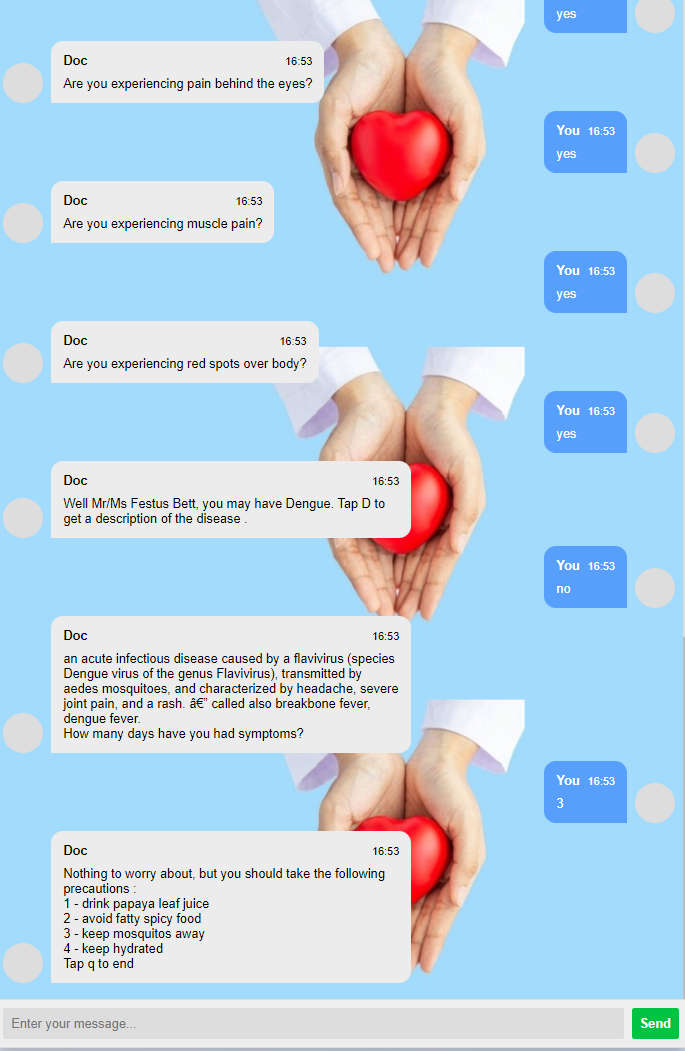 yes
Doc 16:53
Are you experiencing pain behind the eyes?
You 16:53
yes
Doc 16:53
Are you experiencing muscle pain?
You 16:53
yes
Doc 16:53
Are you experiencing red spots over body?
You 16:53
yes
Doc 16:53
Well Mr/Ms Festus Bett, you may have Dengue. Tap D to
get a description of the disease .
You 16:53
no
Doc 16:53
an acute infectious disease caused by a flavivirus (species
Dengue virus of the genus Flavivirus), transmitted by
aedes mosquitoes, and characterized by headache, severe
joint pain, and a rash. â€” called also breakbone fever,
dengue fever.
How many days have you had symptoms?
You 16:53
3
Doc 16:53
Nothing to worry about, but you should take the following
precautions :
1 - drink papaya leaf juice
2 - avoid fatty spicy food
3 - keep mosquitos away
4 - keep hydrated
Tap q to end
Enter your message... Send